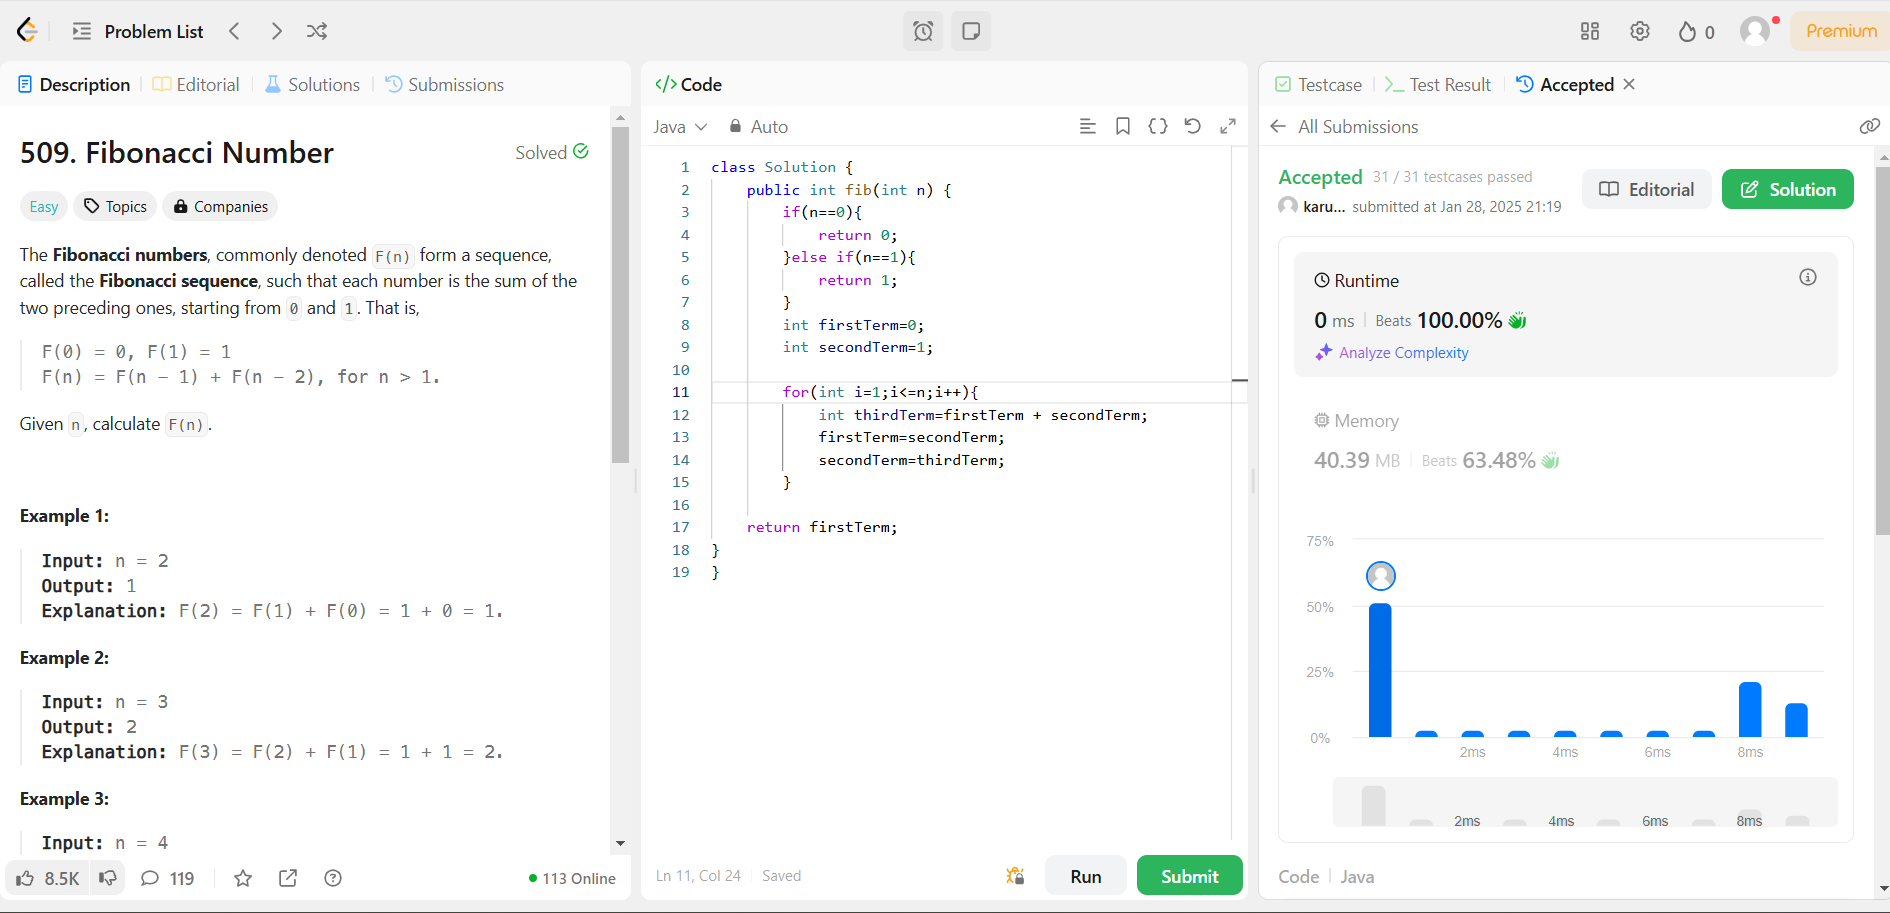 Problem List
0
Premium
Description
Editorial
Solutions
Submissions
509. Fibonacci Number
Solved
Easy
Topics
Companies
The Fibonacci numbers, commonly denoted F(n) form a sequence,
called the Fibonacci sequence, such that each number is the sum of the
two preceding ones, starting from 0 and 1. That is,
F(0) = 0, F(1) = 1
F(n) = F(n - 1) + F(n - 2), for n > 1.
Given n, calculate F(n).
Example 1:
Input: n = 2
Output: 1
Explanation: F(2) = F(1) + F(0) = 1 + 0 = 1.
Example 2:
Input: n = 3
Output: 2
Explanation: F(3) = F(2) + F(1) = 1 + 1 = 2.
Example 3:
Input: n = 4
8.5K
119
113 Online
</> Code
Java
Auto
1 class Solution {
2 public int fib(int n) {
3 if(n==0){
4 return 0;
5 }else if(n==1){
6 return 1;
7 }
8 int firstTerm=0;
9 int secondTerm=1;
10
11 for(int i=1;i<=n;i++){
12 int thirdTerm=firstTerm + secondTerm;
13 firstTerm=secondTerm;
14 secondTerm=thirdTerm;
15 }
16
17 return firstTerm;
18 }
19 }
Ln 11, Col 24
Saved
Run
Submit
Testcase
Test Result
Accepted
All Submissions
Accepted 31 / 31 testcases passed
karu... submitted at Jan 28, 2025 21:19
Editorial
Solution
Runtime
0 ms Beats 100.00%
Analyze Complexity
Memory
40.39 MB Beats 63.48%
75%
50%
25%
0%
2ms 4ms 6ms 8ms
2ms 4ms 6ms 8ms
Code Java